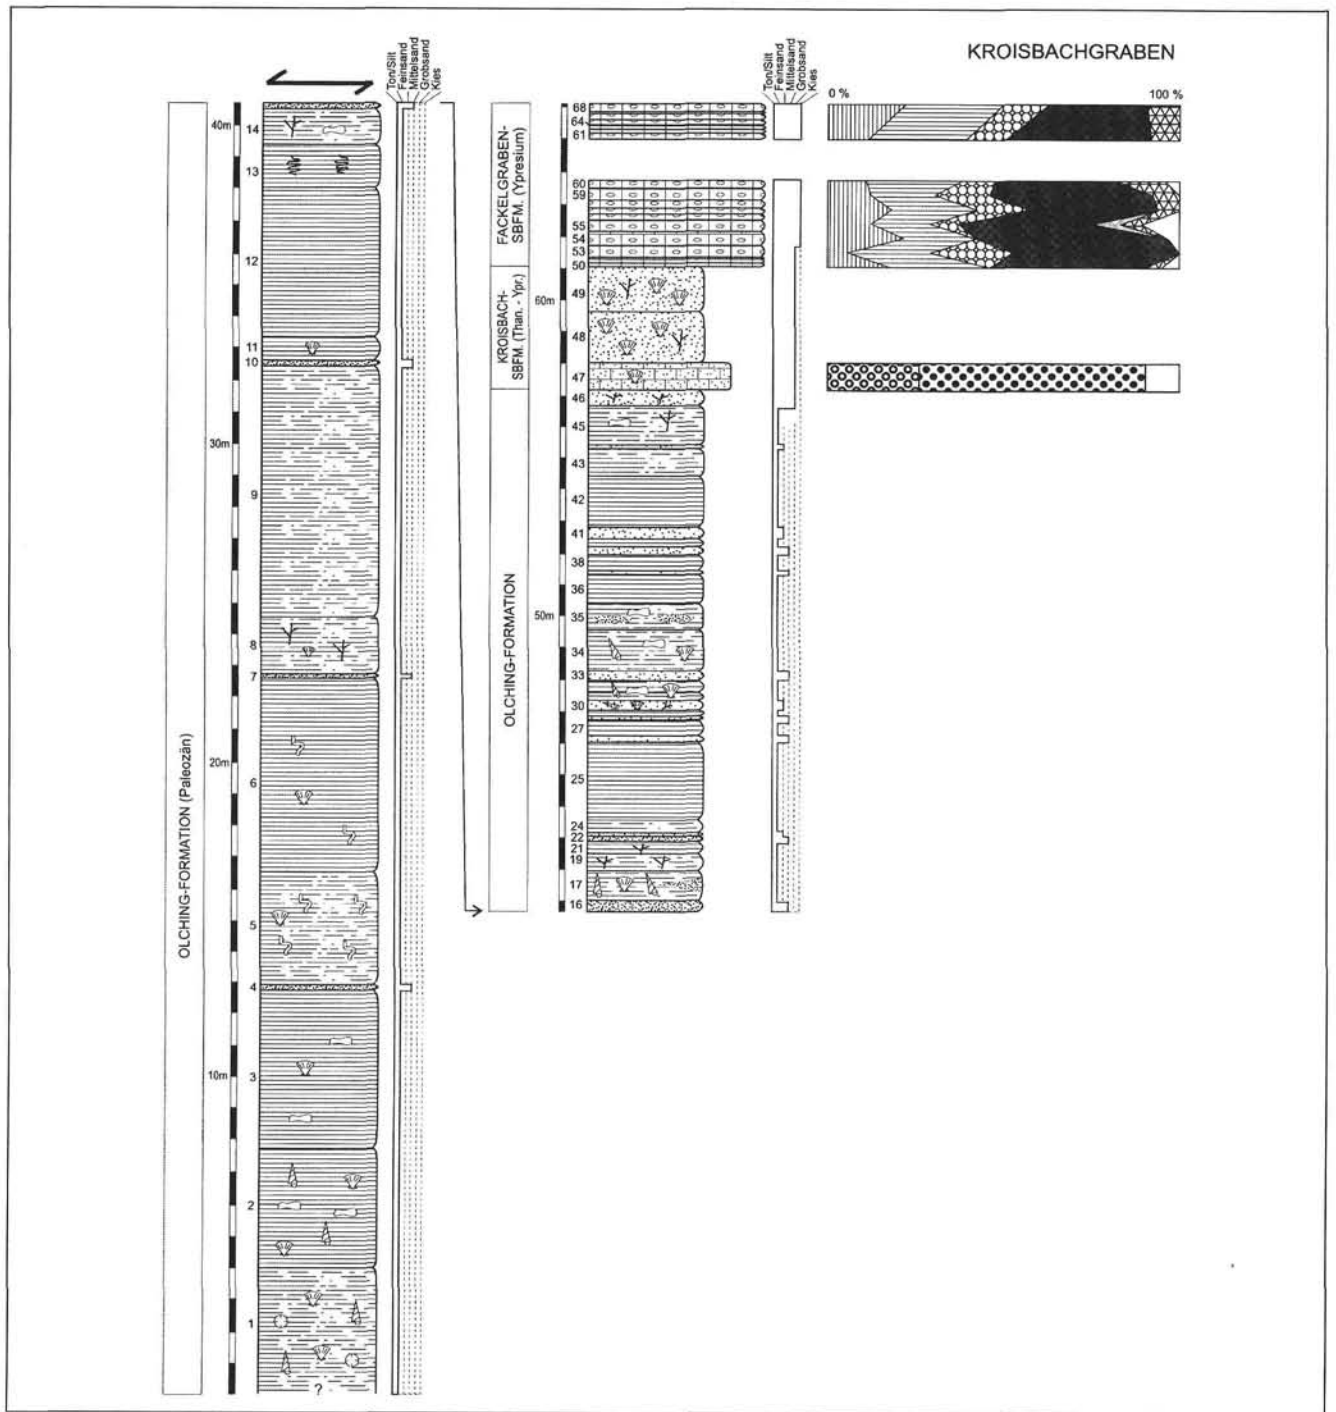 KROISBACHGRABEN
Ton/Silt
Feinsand
Mittelsand
Grobsand
Kies
Ton/Silt
Feinsand
Mittelsand
Grobsand
Kies
0 %
100 %
OLCHING-FORMATION (Paleozän)
40m
30m
20m
10m
14
13
12
11
10
9
8
7
6
5
4
3
2
1
?
FACKELGRABEN-
SBFM. (Ypresium)
KROISBACH-
SBFM. (Than. - Ypr.)
OLCHING-FORMATION
60m
50m
68
64
61
60
59
55
54
53
50
49
48
47
46
45
43
42
41
38
36
35
34
33
30
27
25
24
22
21
19
17
16